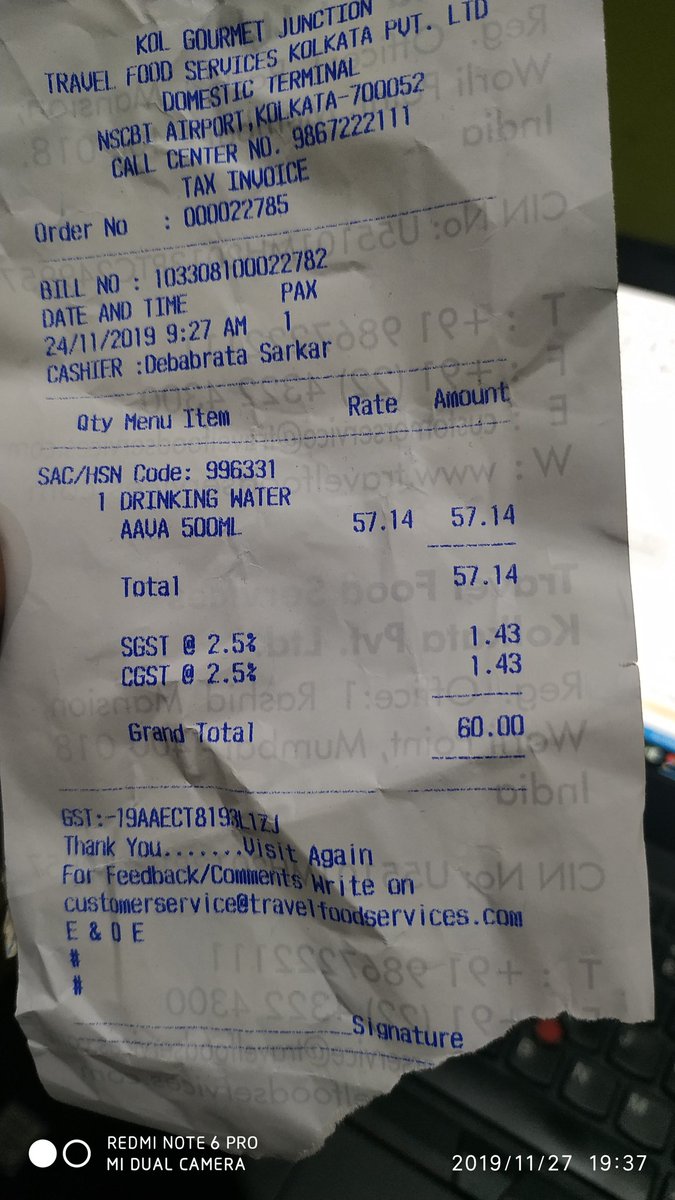 KOL GOURMET JUNCTION
TRAVEL FOOD SERVICES KOLKATA PVT. LTD
DOMESTIC TERMINAL
NSCBI AIRPORT,KOLKATA-700052
CALL CENTER NO. 9867222111
TAX INVOICE
Order No : 000022785
BILL NO : 103308100022782
DATE AND TIME PAX
24/11/2019 9:27 AM 1
CASHIER :Debabrata Sarkar
Qty Menu Item Rate Amount
SAC/HSN Code: 996331
1 DRINKING WATER
AAVA 500ML 57.14 57.14
Total 57.14
SGST @ 2.5% 1.43
CGST @ 2.5% 1.43
Grand Total 60.00
GST:-19AAECT8193L1ZJ
Thank You.......Visit Again
For Feedback/Comments Write on
customerservice@travelfoodservices.com
E & O E
#
#
Signature
REDMI NOTE 6 PRO
MI DUAL CAMERA
2019/11/27 19:37